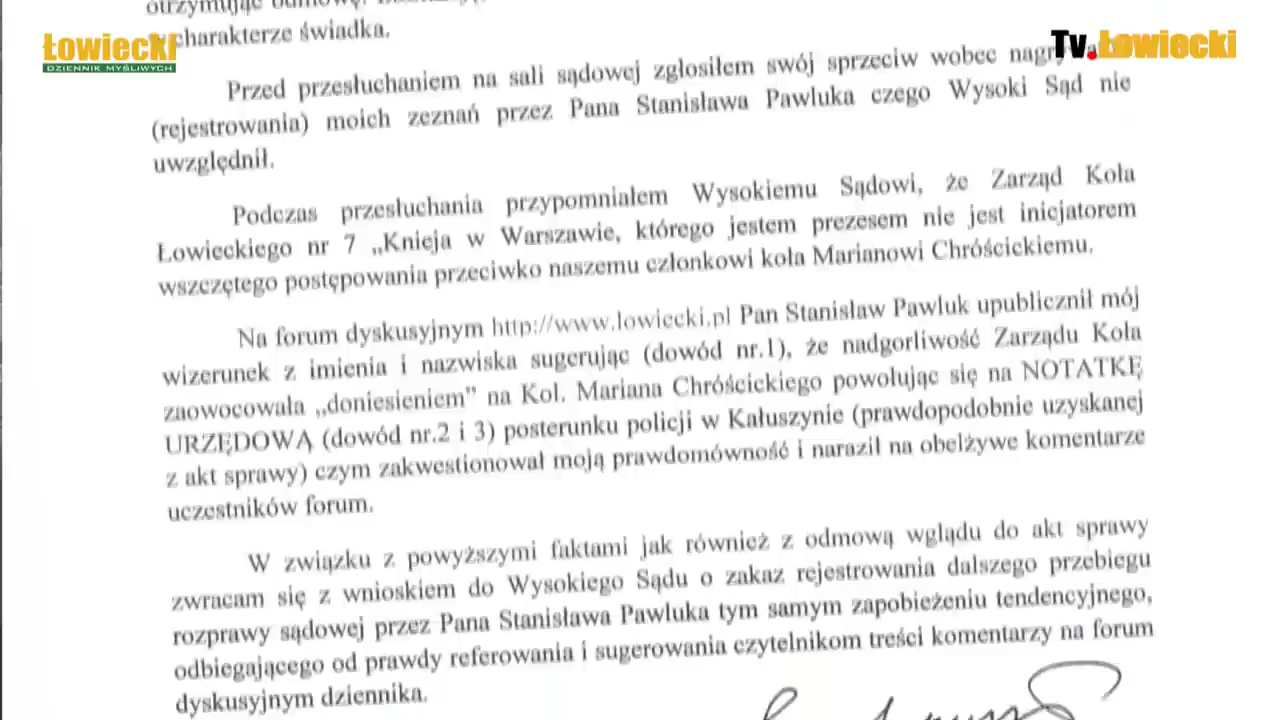 Łowiecki
DZIENNIK MYŚLIWYCH
Tv.Łowiecki
otrzymując odmowę.
charakterze świadka.
Przed przesłuchaniem na sali sądowej zgłosiłem swój sprzeciw wobec
(rejestrowania) moich zeznań przez Pana Stanisława Pawluka czego Wysoki Sąd nie
uwzględnił.
Podczas przesłuchania przypomniałem Wysokiemu Sądowi, że Zarząd Koła
Łowieckiego nr 7 „Knieja w Warszawie, którego jestem prezesem nie jest inicjatorem
wszczętego postępowania przeciwko naszemu członkowi koła Marianowi Chróścickiemu.
Na forum dyskusyjnym http://www.lowiecki.pl Pan Stanisław Pawluk upublicznił mój
wizerunek z imienia i nazwiska sugerując (dowód nr.1), że nadgorliwość Zarządu Koła
zaowocowała „doniesieniem” na Kol. Mariana Chróścickiego powołując się na NOTATKĘ
URZĘDOWĄ (dowód nr.2 i 3) posterunku policji w Kałuszynie (prawdopodobnie uzyskanej
z akt sprawy) czym zakwestionował moją prawdomówność i naraził na obelżywe komentarze
uczestników forum.
W związku z powyższymi faktami jak również z odmową wglądu do akt sprawy
zwracam się z wnioskiem do Wysokiego Sądu o zakaz rejestrowania dalszego przebiegu
rozprawy sądowej przez Pana Stanisława Pawluka tym samym zapobieżeniu tendencyjnego,
odbiegającego od prawdy referowania i sugerowania czytelnikom treści komentarzy na forum
dyskusyjnym dziennika.